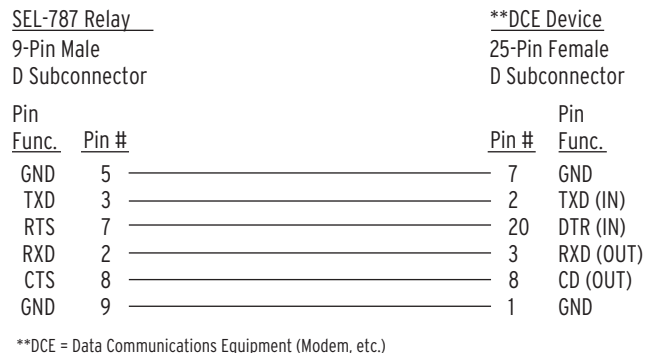 SEL-787 Relay **DCE Device
9-Pin Male 25-Pin Female
D Subconnector D Subconnector
Pin Pin
Func. Pin # Pin # Func.
GND 5 7 GND
TXD 3 2 TXD (IN)
RTS 7 20 DTR (IN)
RXD 2 3 RXD (OUT)
CTS 8 8 CD (OUT)
GND 9 1 GND
**DCE = Data Communications Equipment (Modem, etc.)